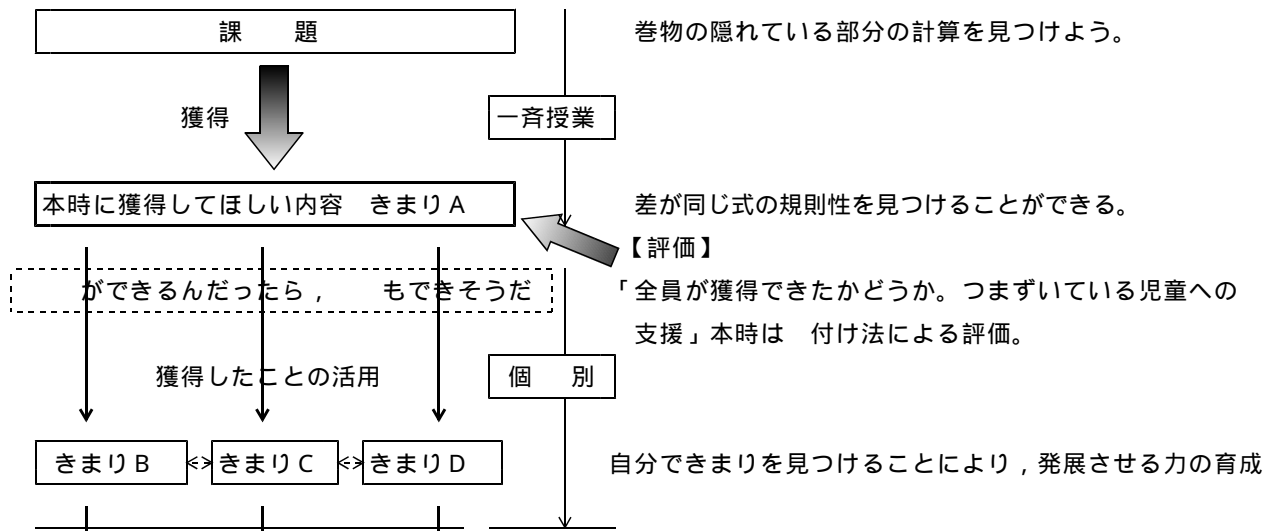 課　題
巻物の隠れている部分の計算を見つけよう。
獲得
一斉授業
本時に獲得してほしい内容　きまりA
差が同じ式の規則性を見つけることができる。
【評価】
ができるんだったら，　もできそうだ
「全員が獲得できたかどうか。つまずいている児童への
支援」本時は　付け法による評価。
獲得したことの活用
個　別
きまりB
きまりC
きまりD
自分できまりを見つけることにより，発展させる力の育成